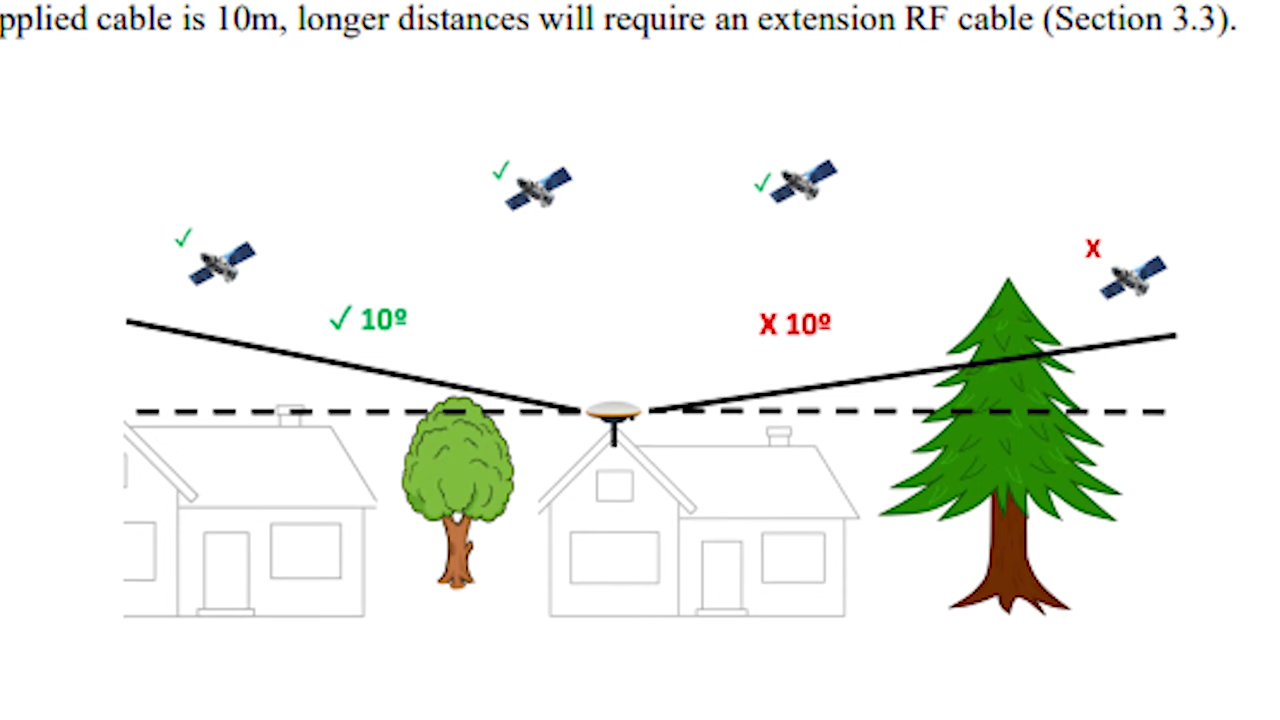 pplied cable is 10m, longer distances will require an extension RF cable (Section 3.3).
✓ ✓
✓ X
✓ 10º X 10º